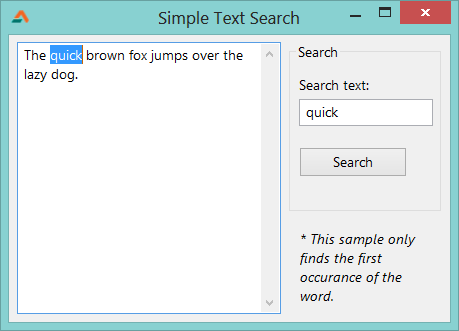 Simple Text Search
The quick brown fox jumps over the
lazy dog.
Search
Search text:
quick
Search
* This sample only
finds the first
occurance of the
word.